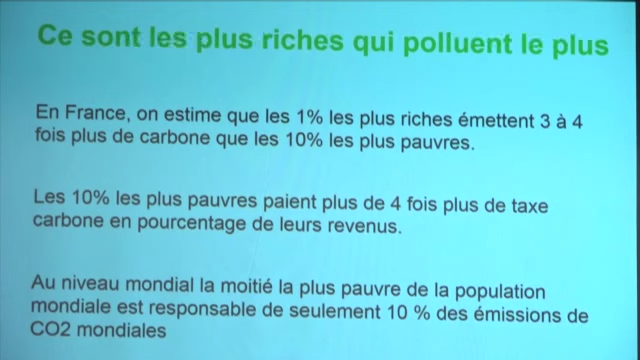 Ce sont les plus riches qui polluent le plus
En France, on estime que les 1% les plus riches émettent 3 à 4
fois plus de carbone que les 10% les plus pauvres.
Les 10% les plus pauvres paient plus de 4 fois plus de taxe
carbone en pourcentage de leurs revenus.
Au niveau mondial la moitié la plus pauvre de la population
mondiale est responsable de seulement 10 % des émissions de
CO2 mondiales